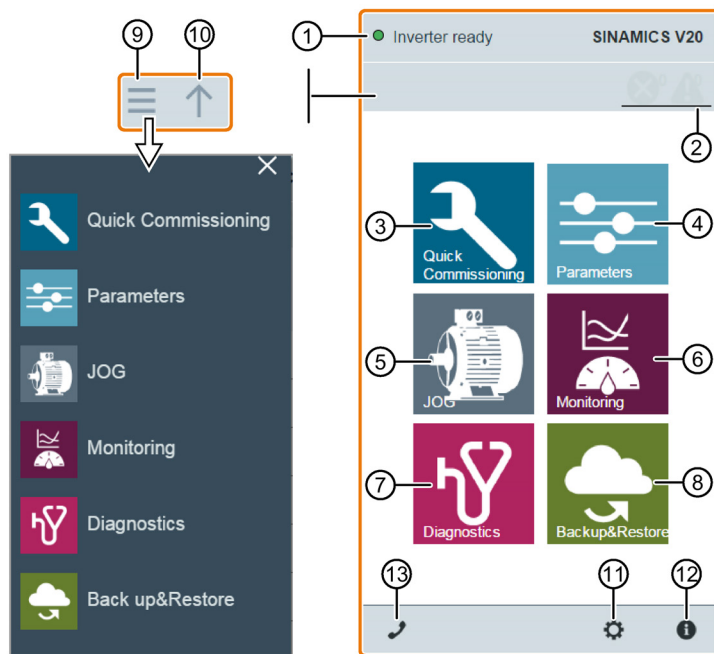 ⑨
⑩
①
Inverter ready
SINAMICS V20
②
Quick Commissioning
Parameters
JOG
Monitoring
Diagnostics
Back up&Restore
③
Quick
Commissioning
④
Parameters
⑤
JOG
⑥
Monitoring
⑦
Diagnostics
⑧
Backup&Restore
⑬
⑪
⑫